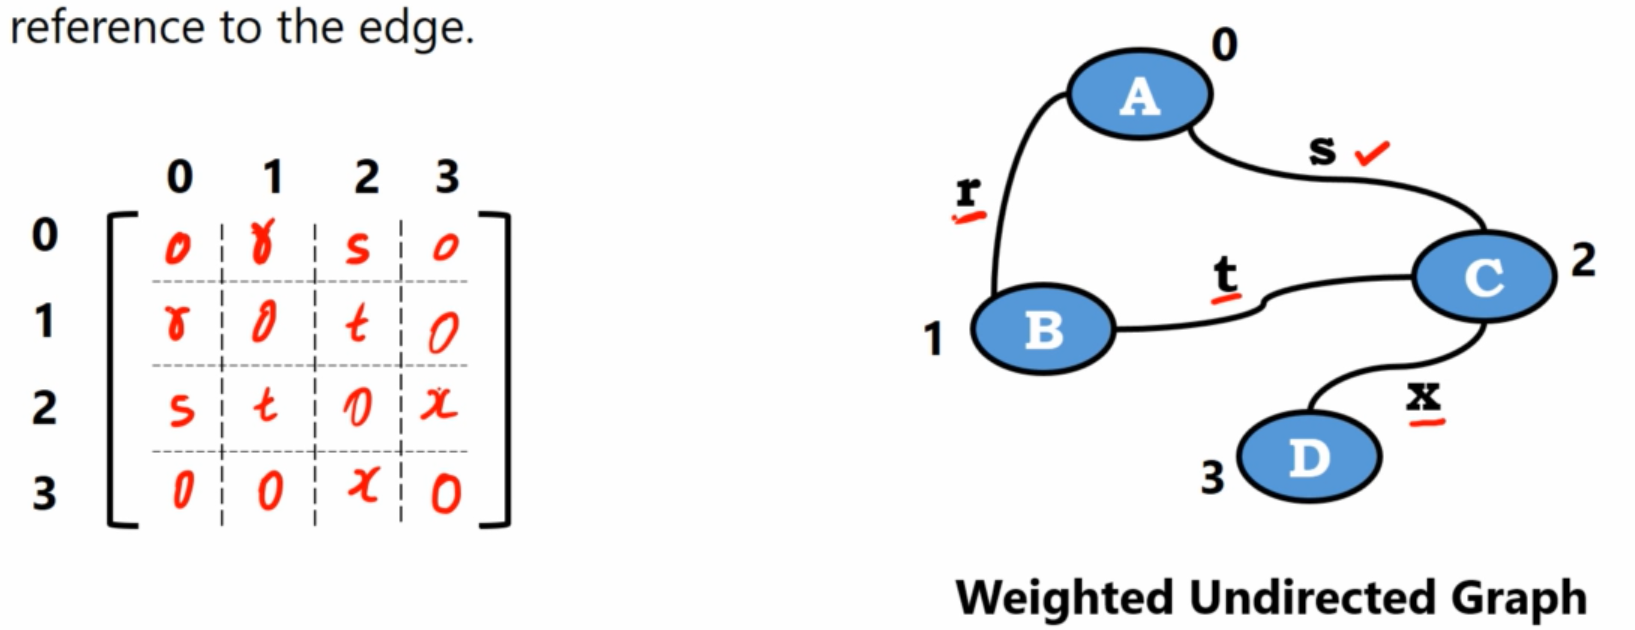 reference to the edge.
0 1 2 3
0 0 r s 0
1 r 0 t 0
2 s t 0 x
3 0 0 x 0
A 0
s
r
t
C 2
1 B
x
3 D
Weighted Undirected Graph